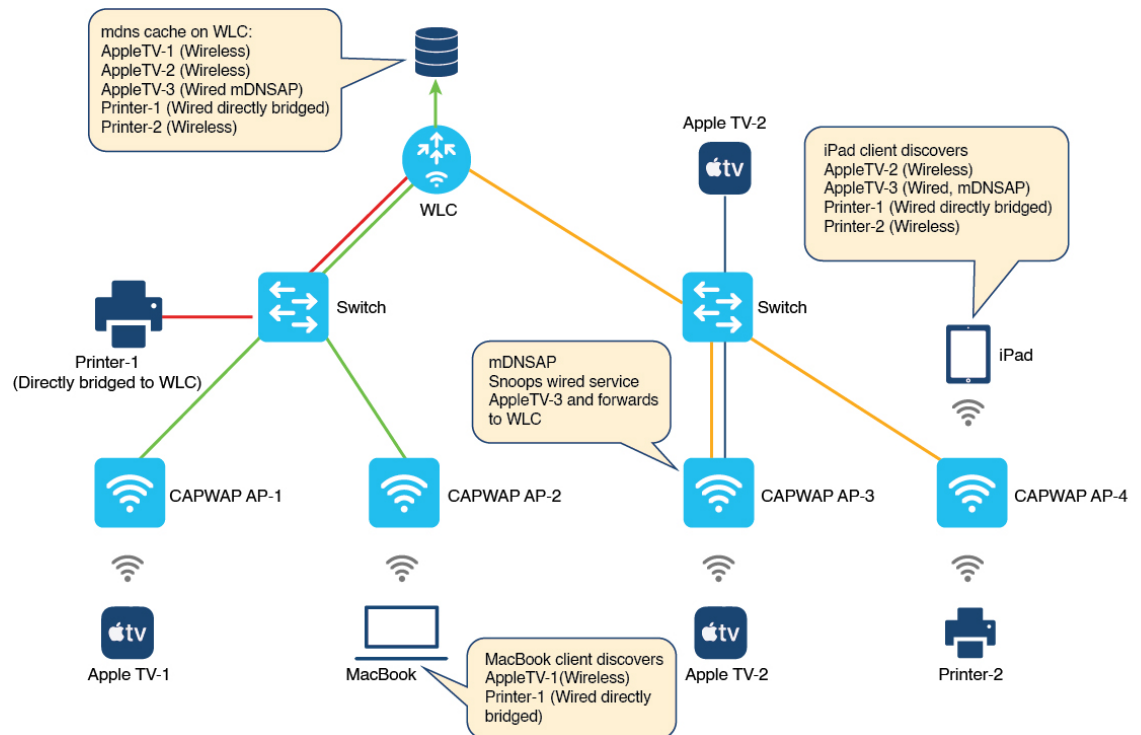 mdns cache on WLC:
AppleTV-1 (Wireless)
AppleTV-2 (Wireless)
AppleTV-3 (Wired mDNSAP)
Printer-1 (Wired directly bridged)
Printer-2 (Wireless)
WLC
Apple TV-2
tv
iPad client discovers
AppleTV-2 (Wireless)
AppleTV-3 (Wired, mDNSAP)
Printer-1 (Wired directly bridged)
Printer-2 (Wireless)
Switch
Switch
Printer-1
(Directly bridged to WLC)
mDNSAP
Snoops wired service
AppleTV-3 and forwards
to WLC
iPad
CAPWAP AP-1
CAPWAP AP-2
CAPWAP AP-3
CAPWAP AP-4
tv
Apple TV-1
MacBook
MacBook client discovers
AppleTV-1(Wireless)
Printer-1 (Wired directly
bridged)
tv
Apple TV-2
Printer-2